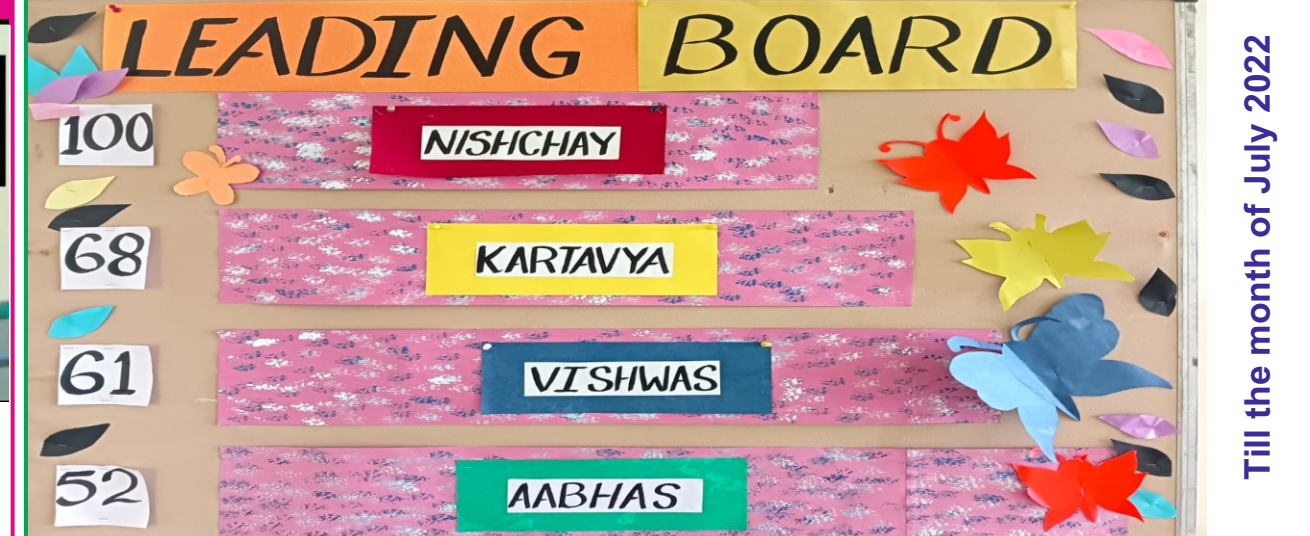 LEADING BOARD
100 NISHCHAY
68 KARTAVYA
61 VISHWAS
52 AABHAS
Till the month of July 2022